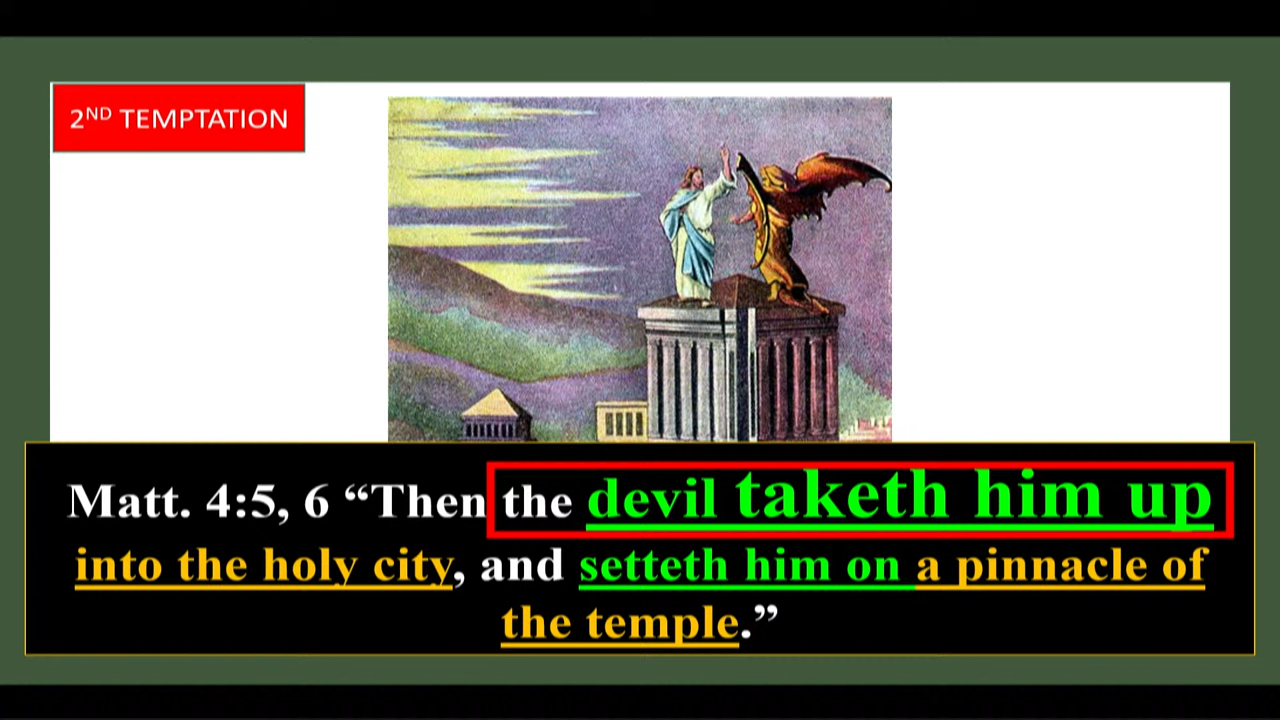 2ND TEMPTATION
Matt. 4:5, 6 “Then the devil taketh him up
into the holy city, and setteth him on a pinnacle of
the temple.”